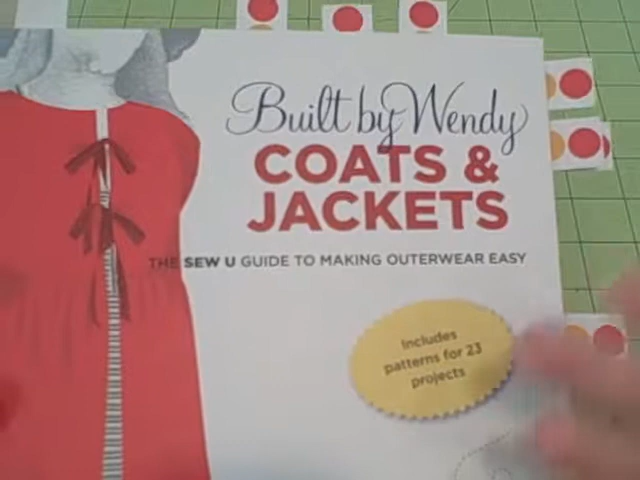 Built by Wendy
COATS &
JACKETS
THE SEW U GUIDE TO MAKING OUTERWEAR EASY
Includes
patterns for 23
projects